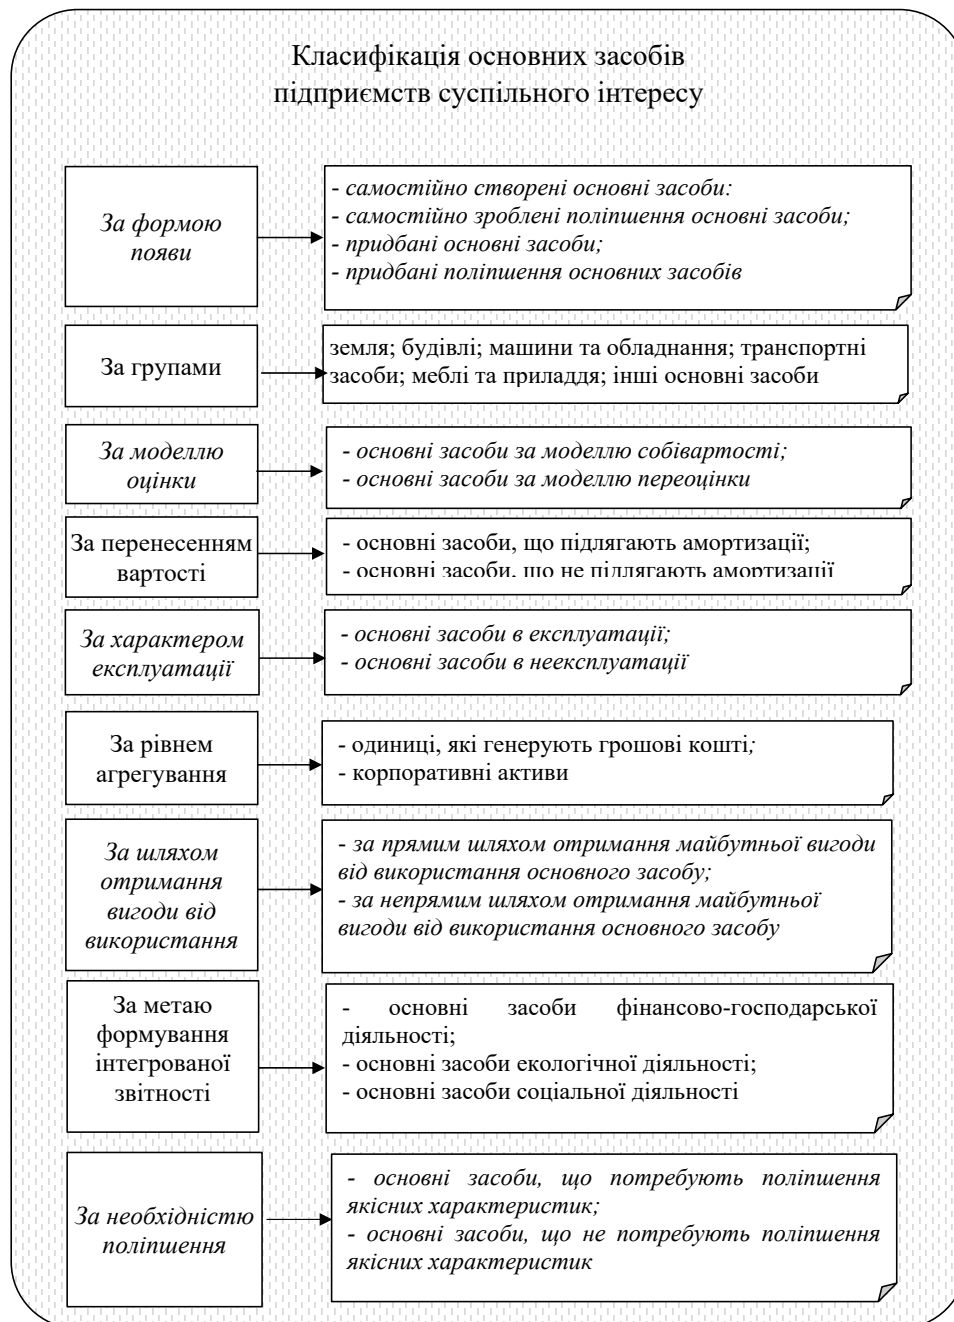 Класифікація основних засобів
підприємств суспільного інтересу
За формою
появи
- самостійно створені основні засоби:
- самостійно зроблені поліпшення основні засоби;
- придбані основні засоби;
- придбані поліпшення основних засобів
За групами
земля; будівлі; машини та обладнання; транспортні
засоби; меблі та приладдя; інші основні засоби
За моделлю
оцінки
- основні засоби за моделлю собівартості;
- основні засоби за моделлю переоцінки
За перенесенням
вартості
- основні засоби, що підлягають амортизації;
- основні засоби, що не підлягають амортизації
За характером
експлуатації
- основні засоби в експлуатації;
- основні засоби в неексплуатації
За рівнем
агрегування
- одиниці, які генерують грошові кошті;
- корпоративні активи
За шляхом
отримання
вигоди від
використання
- за прямим шляхом отримання майбутньої вигоди
від використання основного засобу;
- за непрямим шляхом отримання майбутньої
вигоди від використання основного засобу
За метаю
формування
інтегрованої
звітності
- основні засоби фінансово-господарської
діяльності;
- основні засоби екологічної діяльності;
- основні засоби соціальної діяльності
За необхідністю
поліпшення
- основні засоби, що потребують поліпшення
якісних характеристик;
- основні засоби, що не потребують поліпшення
якісних характеристик